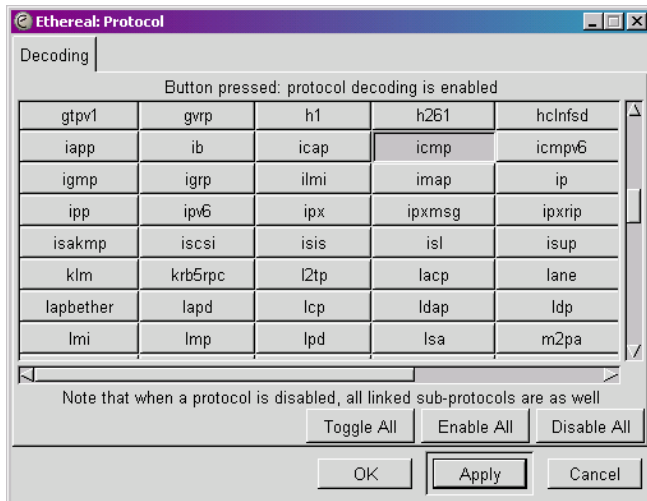 Ethereal: Protocol
Decoding
Button pressed: protocol decoding is enabled
gtpv1 gvrp h1 h261 hclnfsd
iapp ib icap icmp icmpv6
igmp igrp ilmi imap ip
ipp ipv6 ipx ipxmsg ipxrip
isakmp iscsi isis isl isup
klm krb5rpc l2tp lacp lane
lapbether lapd lcp ldap ldp
lmi lmp lpd lsa m2pa
Note that when a protocol is disabled, all linked sub-protocols are as well
Toggle All Enable All Disable All
OK Apply Cancel